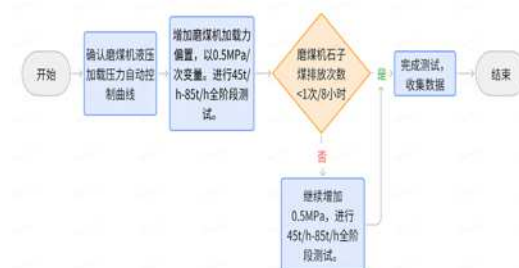 开始
确认磨煤机液压
加载压力自动控
制曲线
增加磨煤机加载力
偏置，以0.5MPa/
次变量。进行45t/
h-85t/h全阶段测
试。
磨煤机石子
煤排放次数
<1次/8小时
是
完成测试，
收集数据
结束
否
继续增加
0.5MPa，进行
45t/h-85t/h全阶
段测试。